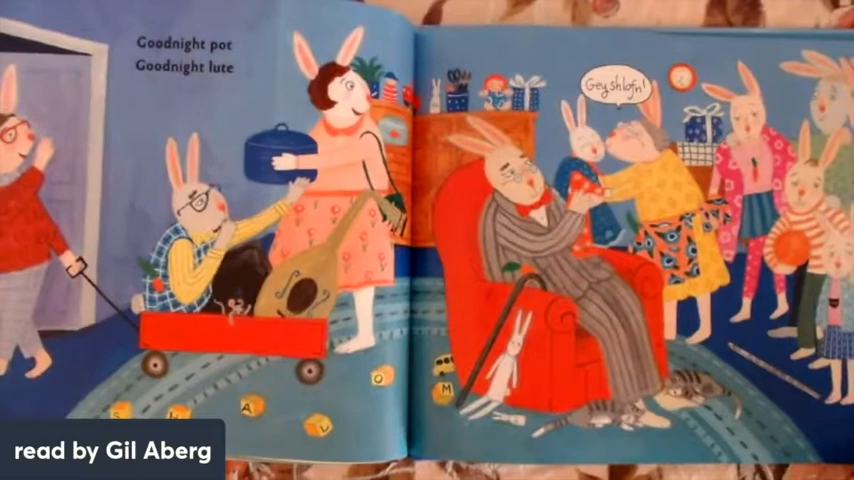 Goodnight pot
Goodnight lute
Gey shlofn!
S H A L O M
read by Gil Aberg